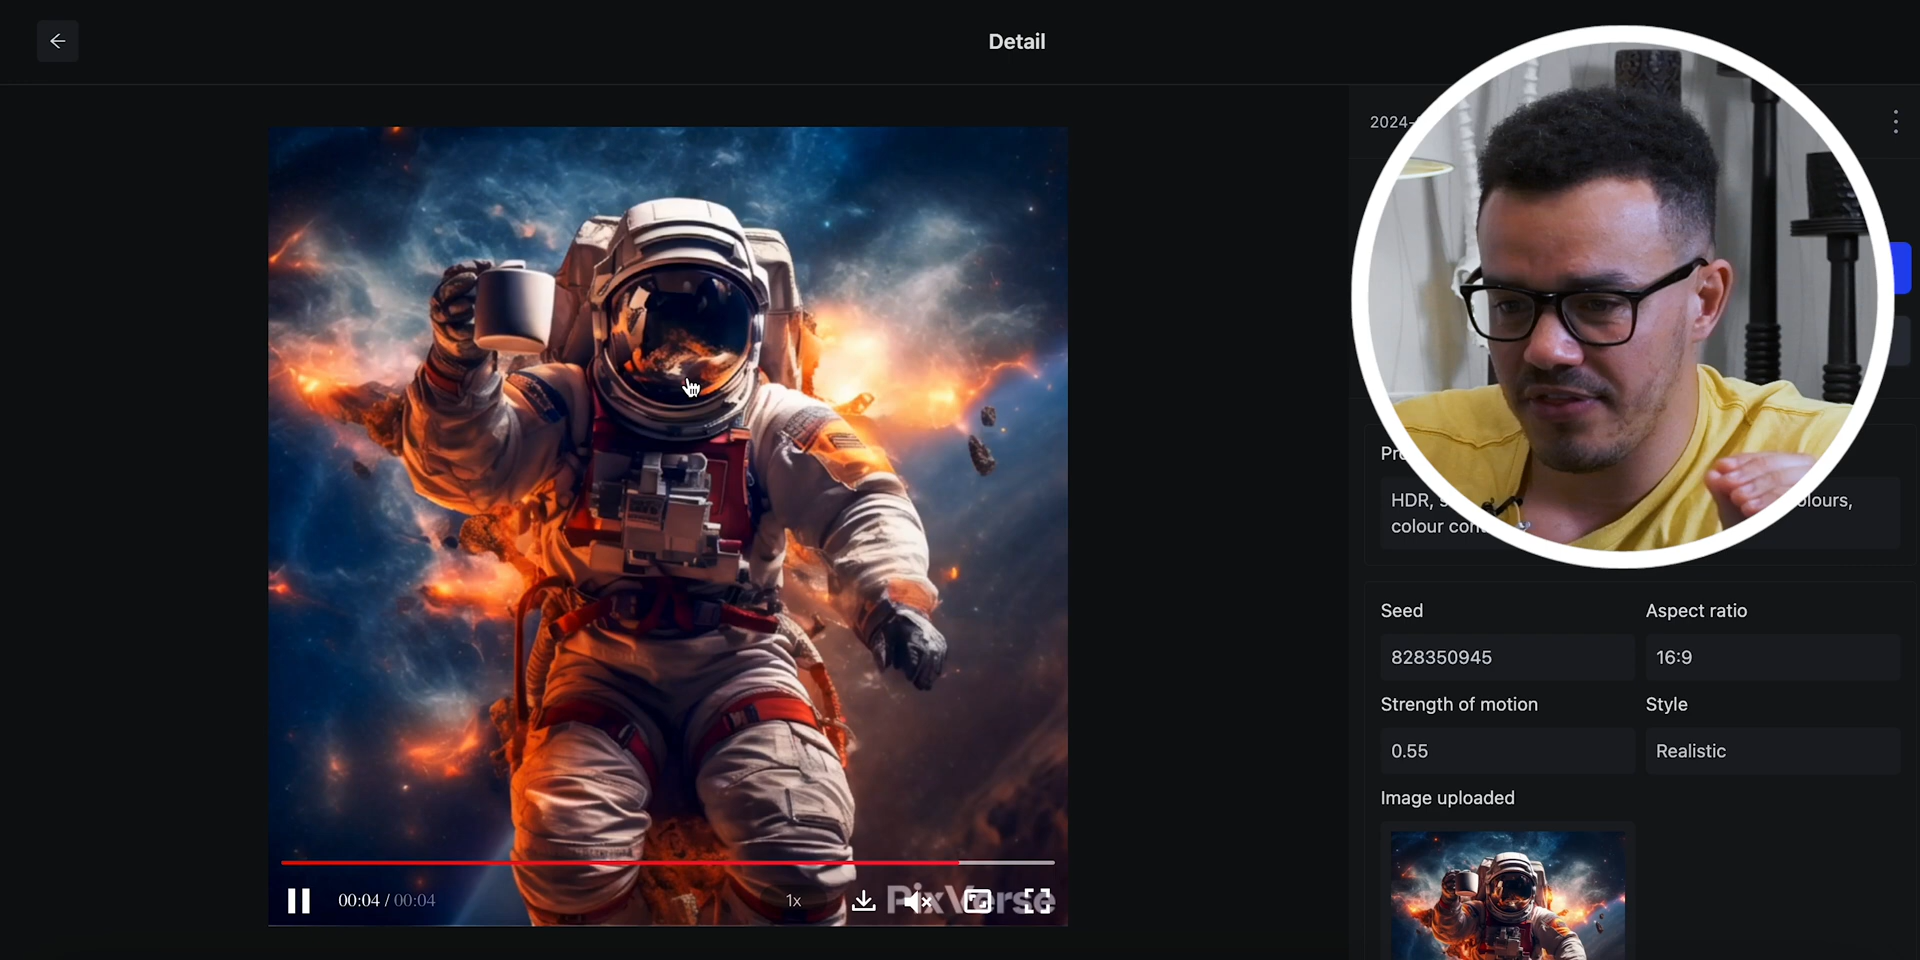 Detail
2024-
Pr
HDR, s
olours,
colour con
Seed
Aspect ratio
828350945
16:9
Strength of motion
Style
0.55
Realistic
Image uploaded
00:04 / 00:04
1x
PixVerse